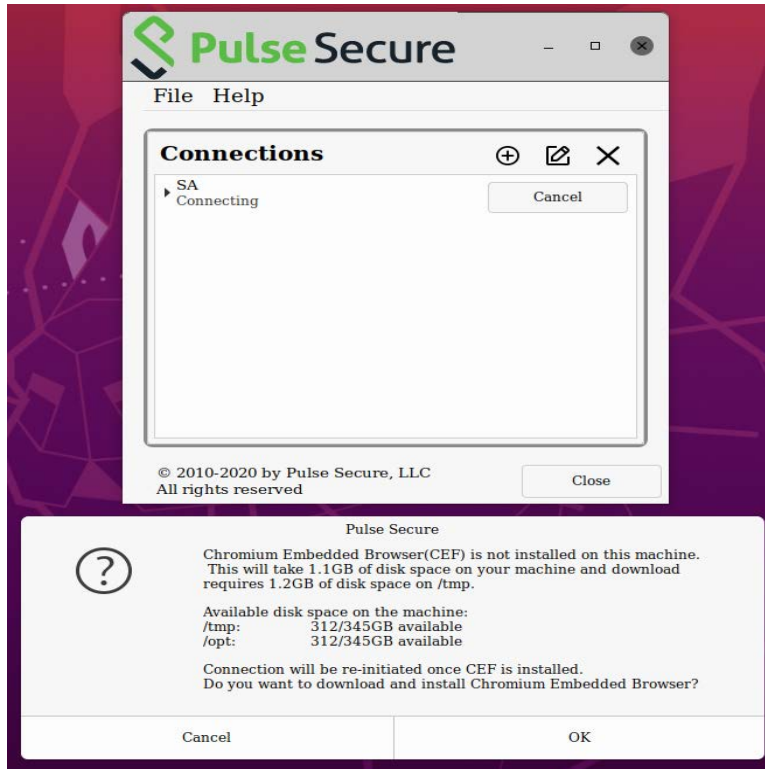 Pulse Secure
File Help
Connections
SA
Connecting
Cancel
© 2010-2020 by Pulse Secure, LLC
All rights reserved
Close
Pulse Secure
Chromium Embedded Browser(CEF) is not installed on this machine.
This will take 1.1GB of disk space on your machine and download
requires 1.2GB of disk space on /tmp.
Available disk space on the machine:
/tmp: 312/345GB available
/opt: 312/345GB available
Connection will be re-initiated once CEF is installed.
Do you want to download and install Chromium Embedded Browser?
Cancel OK